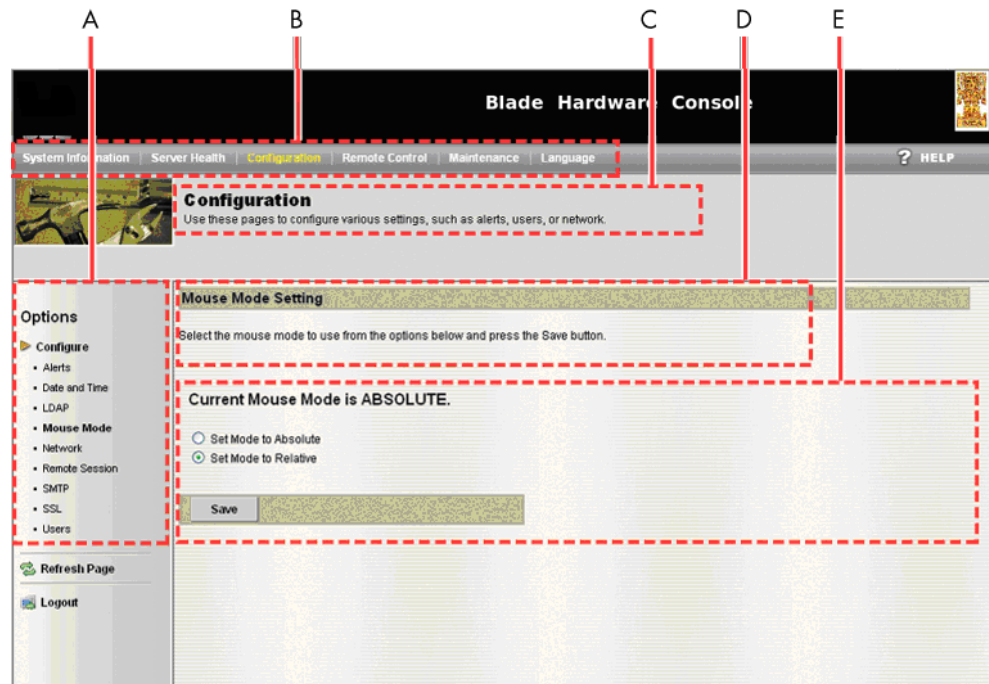 A B C D E
Blade Hardware Console
System Information Server Health Configuration Remote Control Maintenance Language ? HELP
Configuration
Use these pages to configure various settings, such as alerts, users, or network.
Options
Configure
Alerts
Date and Time
LDAP
Mouse Mode
Network
Remote Session
SMTP
SSL
Users
Refresh Page
Logout
Mouse Mode Setting
Select the mouse mode to use from the options below and press the Save button.
Current Mouse Mode is ABSOLUTE.
Set Mode to Absolute
Set Mode to Relative
Save